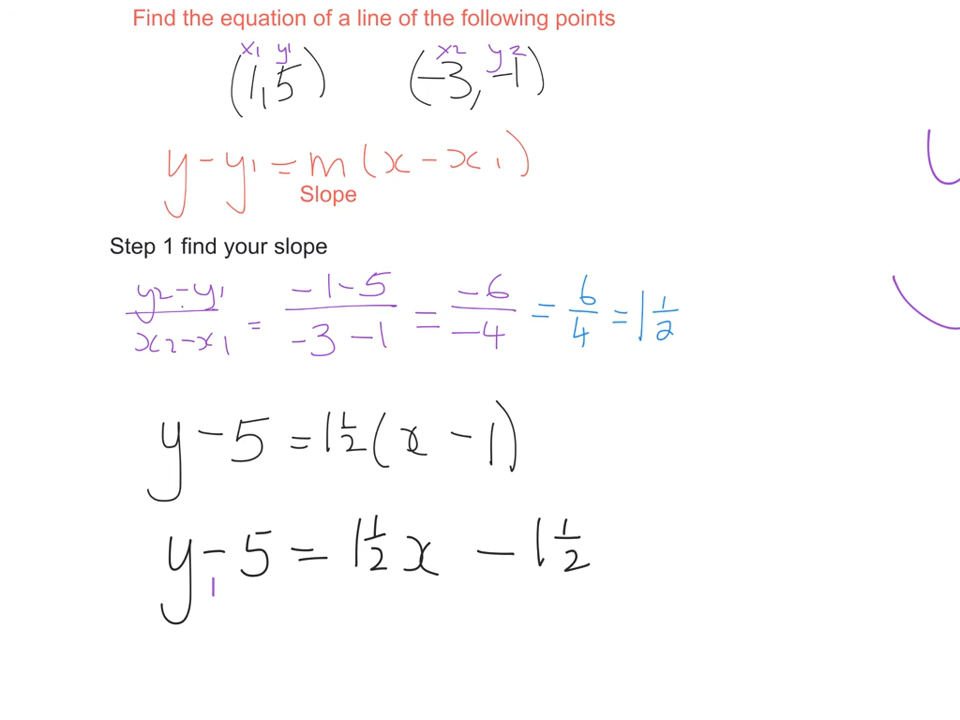 Find the equation of a line of the following points
x1 y1 x2 y2
(1,5) (-3,-1)
y-y1=m(x-x1)
Slope
Step 1 find your slope
y2-y1/x2-x1 = -1-5/-3-1 = -6/-4 = 6/4 = 1 1/2
y-5=1 1/2(x-1)
y-5=1 1/2x-1 1/2